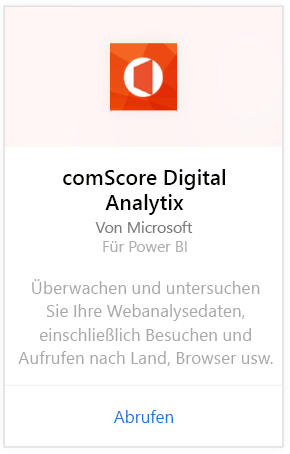 comScore Digital
Analytix
Von Microsoft
Für Power BI
Überwachen und untersuchen
Sie Ihre Webanalysedaten,
einschließlich Besuchen und
Aufrufen nach Land, Browser usw.
Abrufen